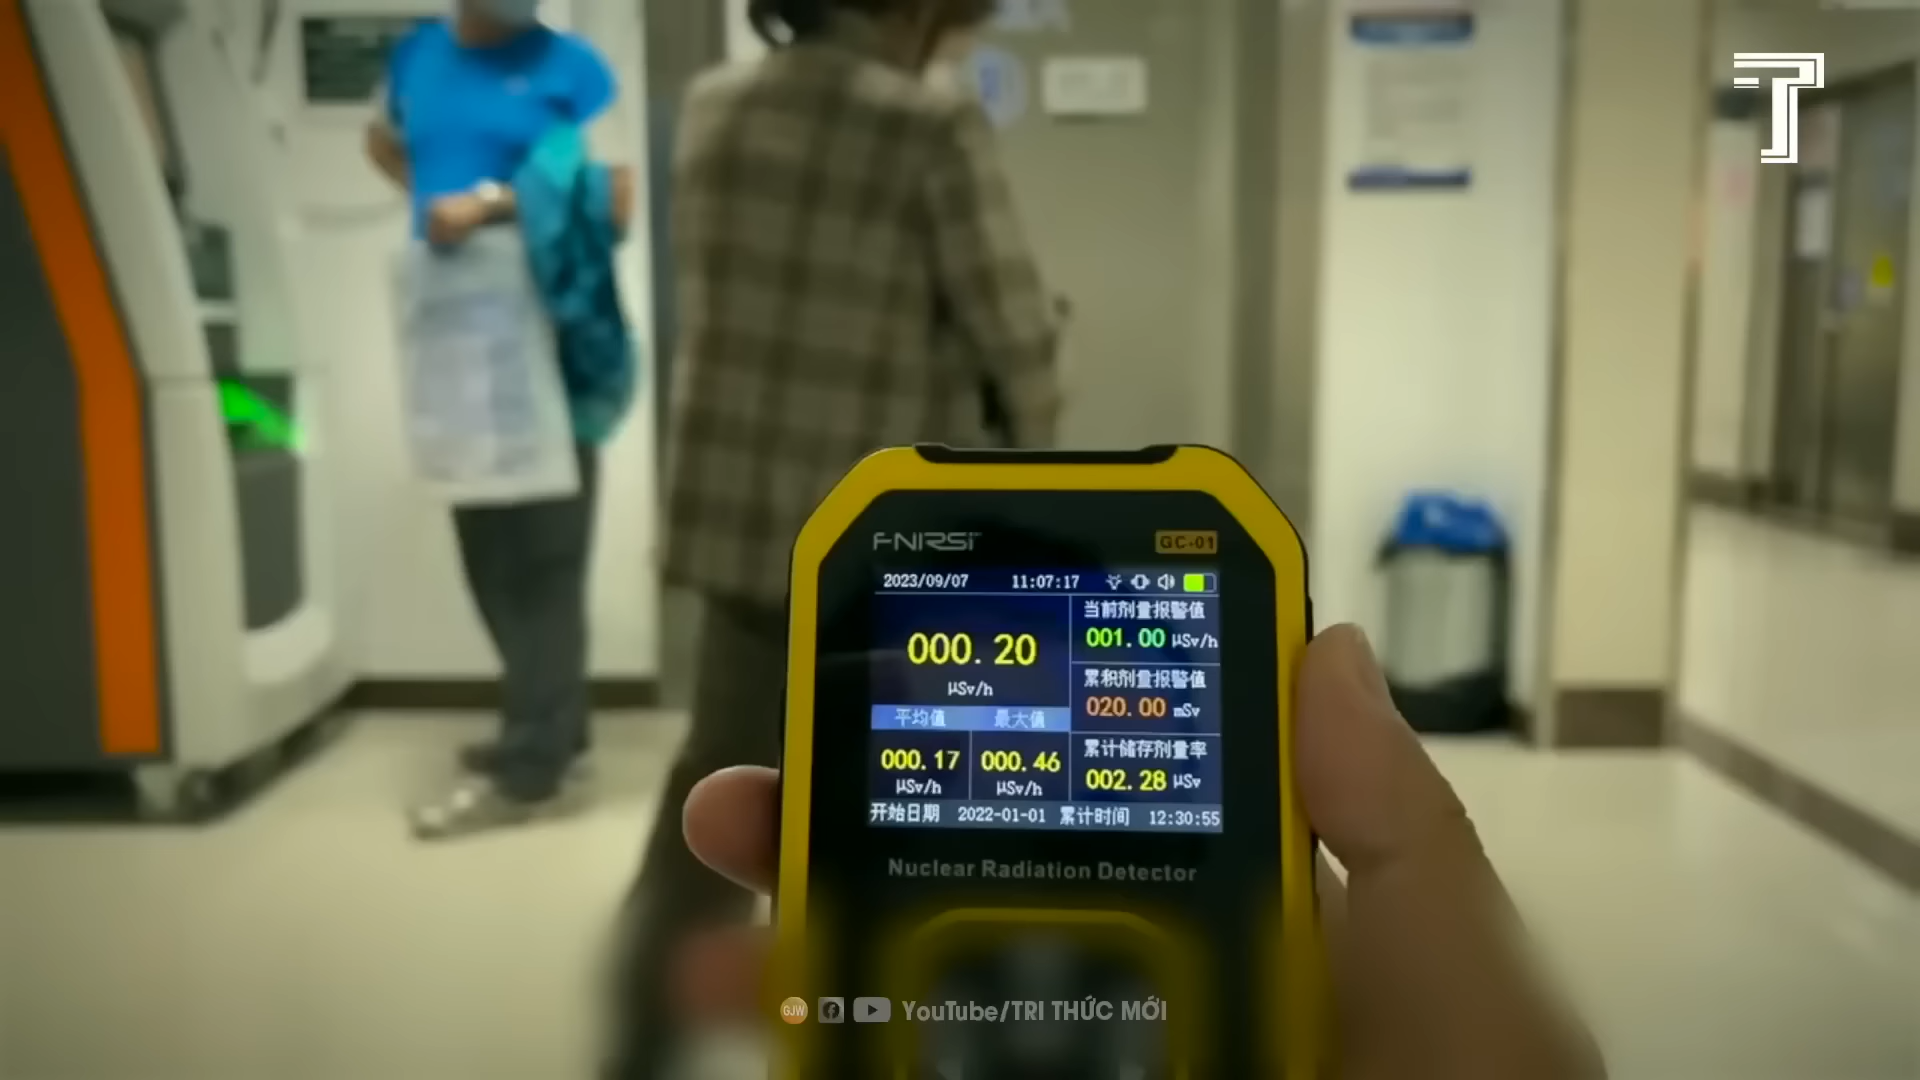 FNIRSI
GC-01
2023/09/07 11:07:17
000.20
μSv/h
平均值 最大值
000.17 000.46
μSv/h μSv/h
当前剂量报警值
001.00 μSv/h
累积剂量报警值
020.00 mSv
累计储存剂量率
002.28 μSv
开始日期 2022-01-01 累计时间 12:30:55
Nuclear Radiation Detector
GJW
YouTube/TRI THỨC MỚI